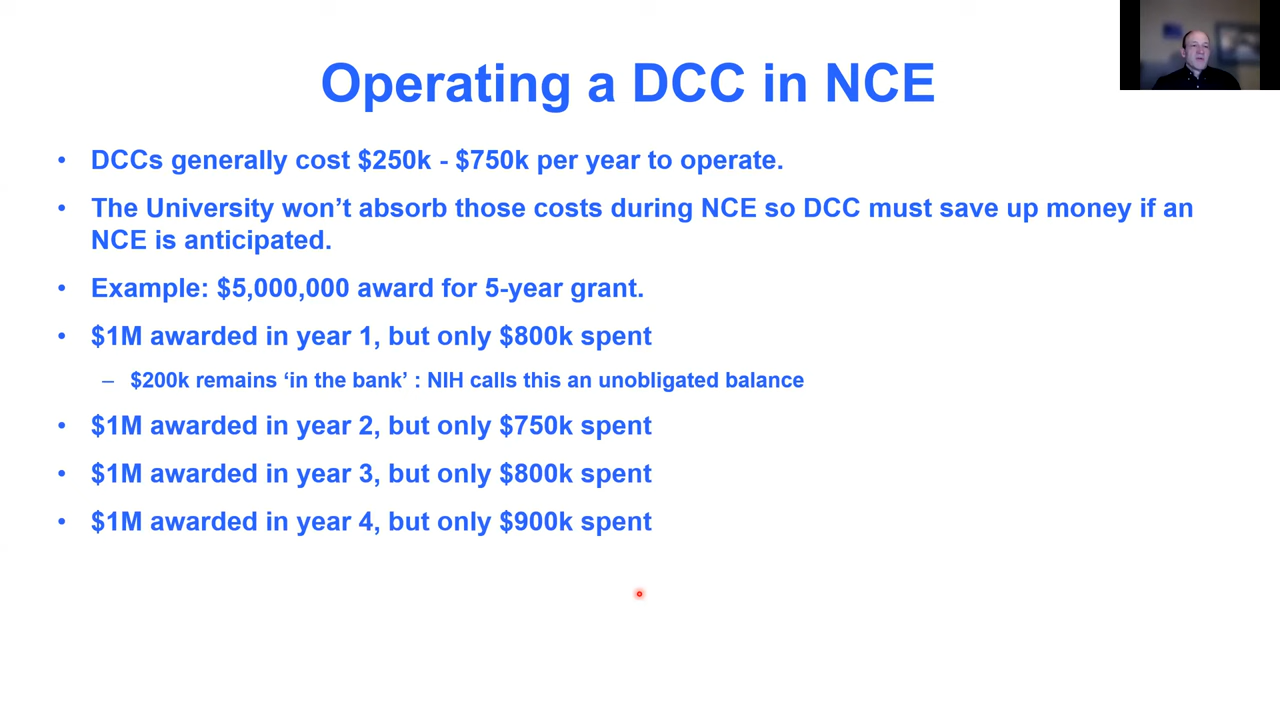 Operating a DCC in NCE
• DCCs generally cost $250k - $750k per year to operate.
• The University won’t absorb those costs during NCE so DCC must save up money if an
NCE is anticipated.
• Example: $5,000,000 award for 5-year grant.
• $1M awarded in year 1, but only $800k spent
– $200k remains ‘in the bank’ : NIH calls this an unobligated balance
• $1M awarded in year 2, but only $750k spent
• $1M awarded in year 3, but only $800k spent
• $1M awarded in year 4, but only $900k spent